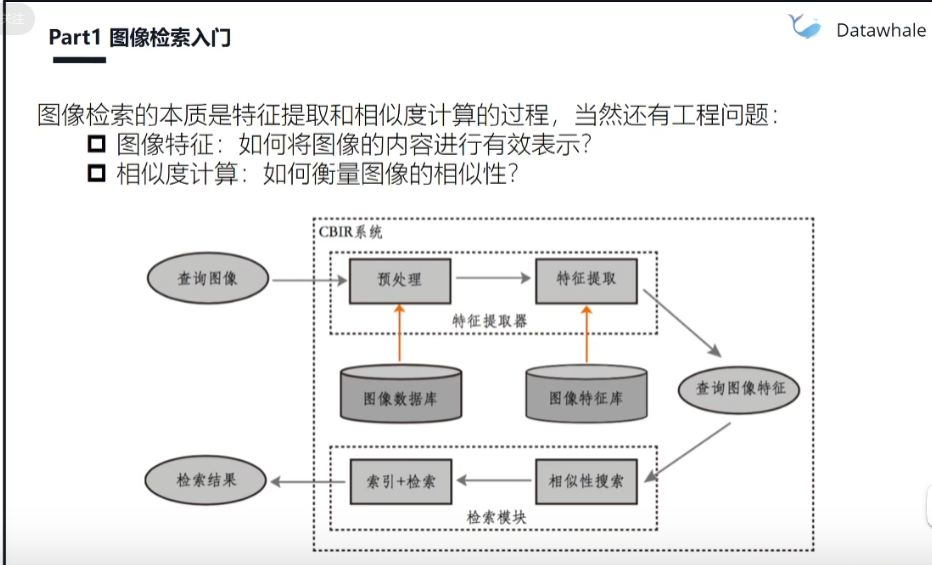 关注
Part1 图像检索入门
Datawhale
图像检索的本质是特征提取和相似度计算的过程，当然还有工程问题：
图像特征：如何将图像的内容进行有效表示？
相似度计算：如何衡量图像的相似性？
CBIR系统
查询图像
预处理
特征提取
特征提取器
图像数据库
图像特征库
查询图像特征
检索结果
索引+检索
相似性搜索
检索模块